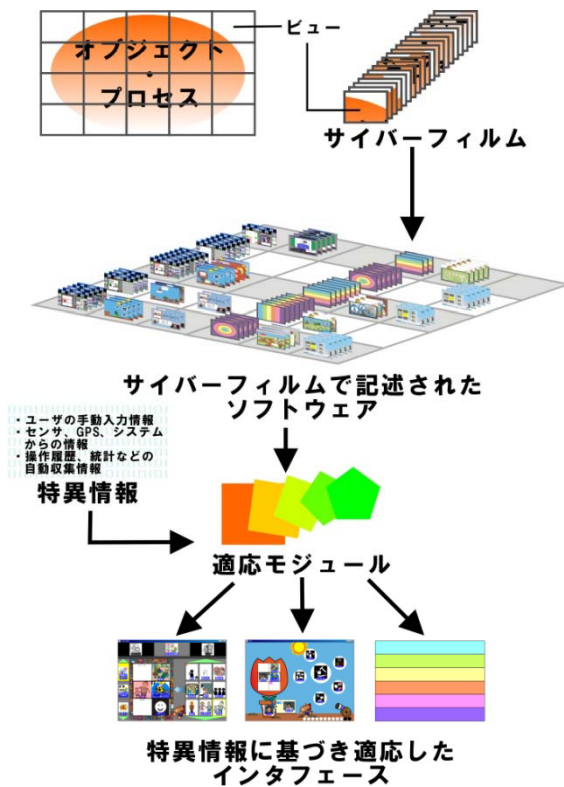 オブジェクト
・
プロセス
ビュー
サイバーフィルム
サイバーフィルムで記述された
ソフトウェア
・ユーザの手動入力情報
・センサ、GPS、システム
からの情報
・操作履歴、統計などの
自動収集情報
特異情報
適応モジュール
特異情報に基づき適応した
インタフェース